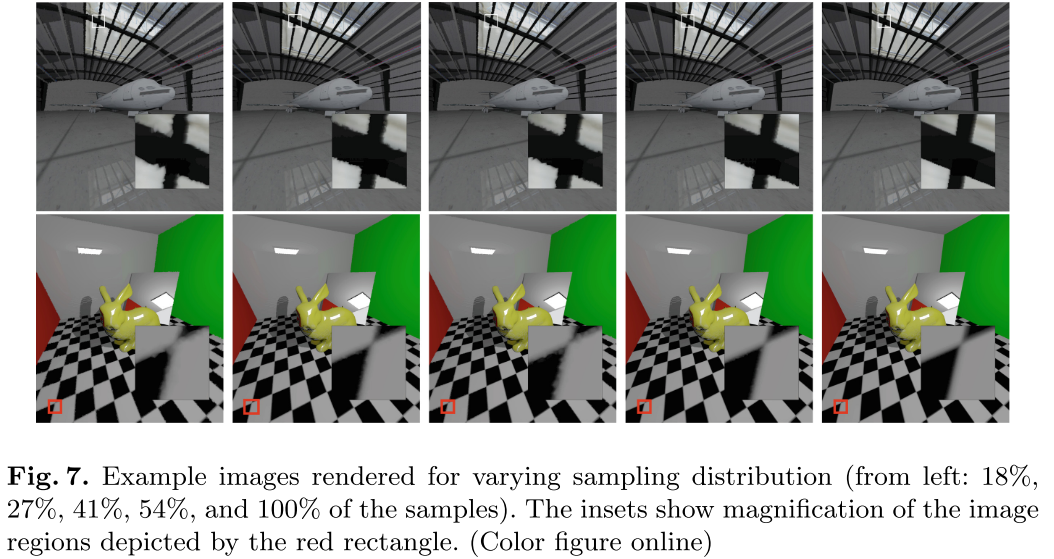 Fig. 7. Example images rendered for varying sampling distribution (from left: 18%,
27%, 41%, 54%, and 100% of the samples). The insets show magnification of the image
regions depicted by the red rectangle. (Color figure online)